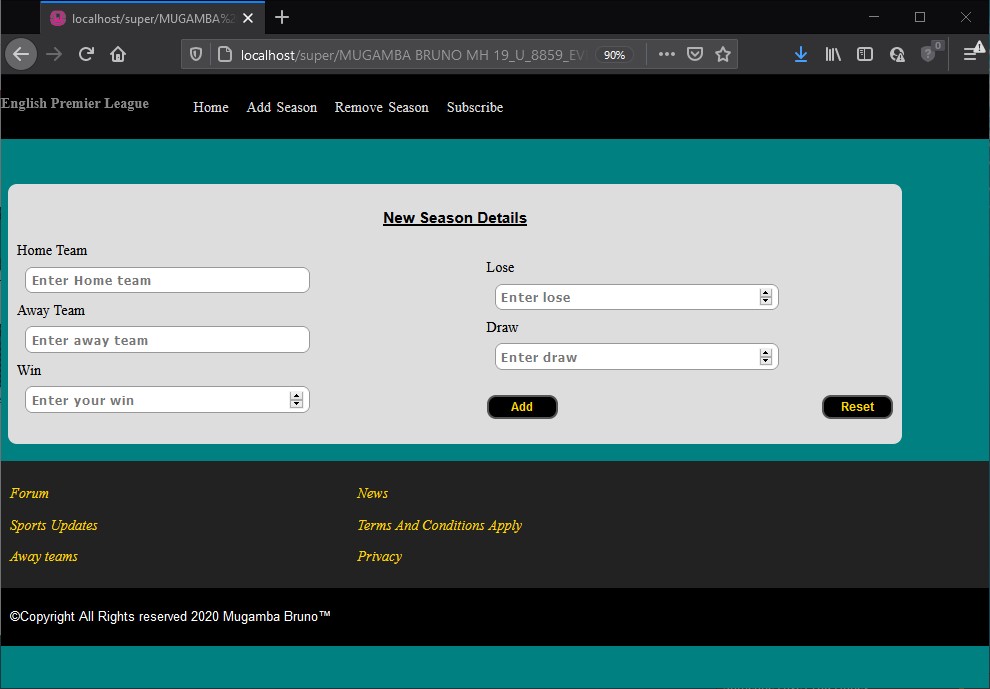 localhost/super/MUGAMBA%2
localhost/super/MUGAMBA BRUNO MH 19_U_8859_EV
90%
0
English Premier League
Home Add Season Remove Season Subscribe
New Season Details
Home Team
Enter Home team
Away Team
Enter away team
Win
Enter your win
Lose
Enter lose
Draw
Enter draw
Add
Reset
Forum
Sports Updates
Away teams
News
Terms And Conditions Apply
Privacy
©Copyright All Rights reserved 2020 Mugamba Bruno™